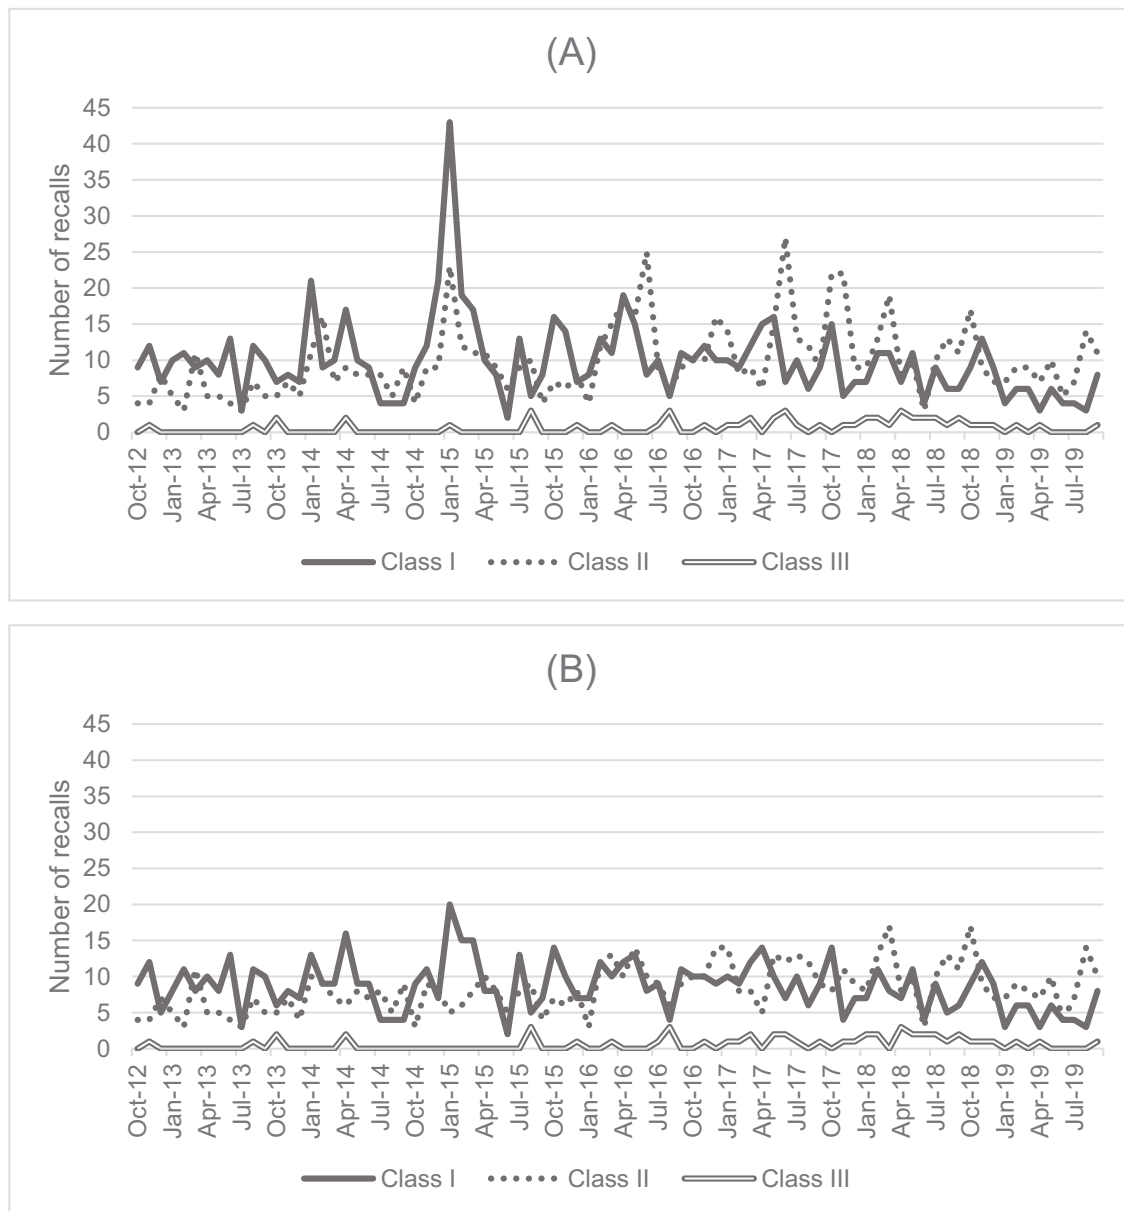 (A)
Number of recalls
45
40
35
30
25
20
15
10
5
0
Oct-12 Jan-13 Apr-13 Jul-13 Oct-13 Jan-14 Apr-14 Jul-14 Oct-14 Jan-15 Apr-15 Jul-15 Oct-15 Jan-16 Apr-16 Jul-16 Oct-16 Jan-17 Apr-17 Jul-17 Oct-17 Jan-18 Apr-18 Jul-18 Oct-18 Jan-19 Apr-19 Jul-19
Class I Class II Class III
(B)
Number of recalls
45
40
35
30
25
20
15
10
5
0
Oct-12 Jan-13 Apr-13 Jul-13 Oct-13 Jan-14 Apr-14 Jul-14 Oct-14 Jan-15 Apr-15 Jul-15 Oct-15 Jan-16 Apr-16 Jul-16 Oct-16 Jan-17 Apr-17 Jul-17 Oct-17 Jan-18 Apr-18 Jul-18 Oct-18 Jan-19 Apr-19 Jul-19
Class I Class II Class III